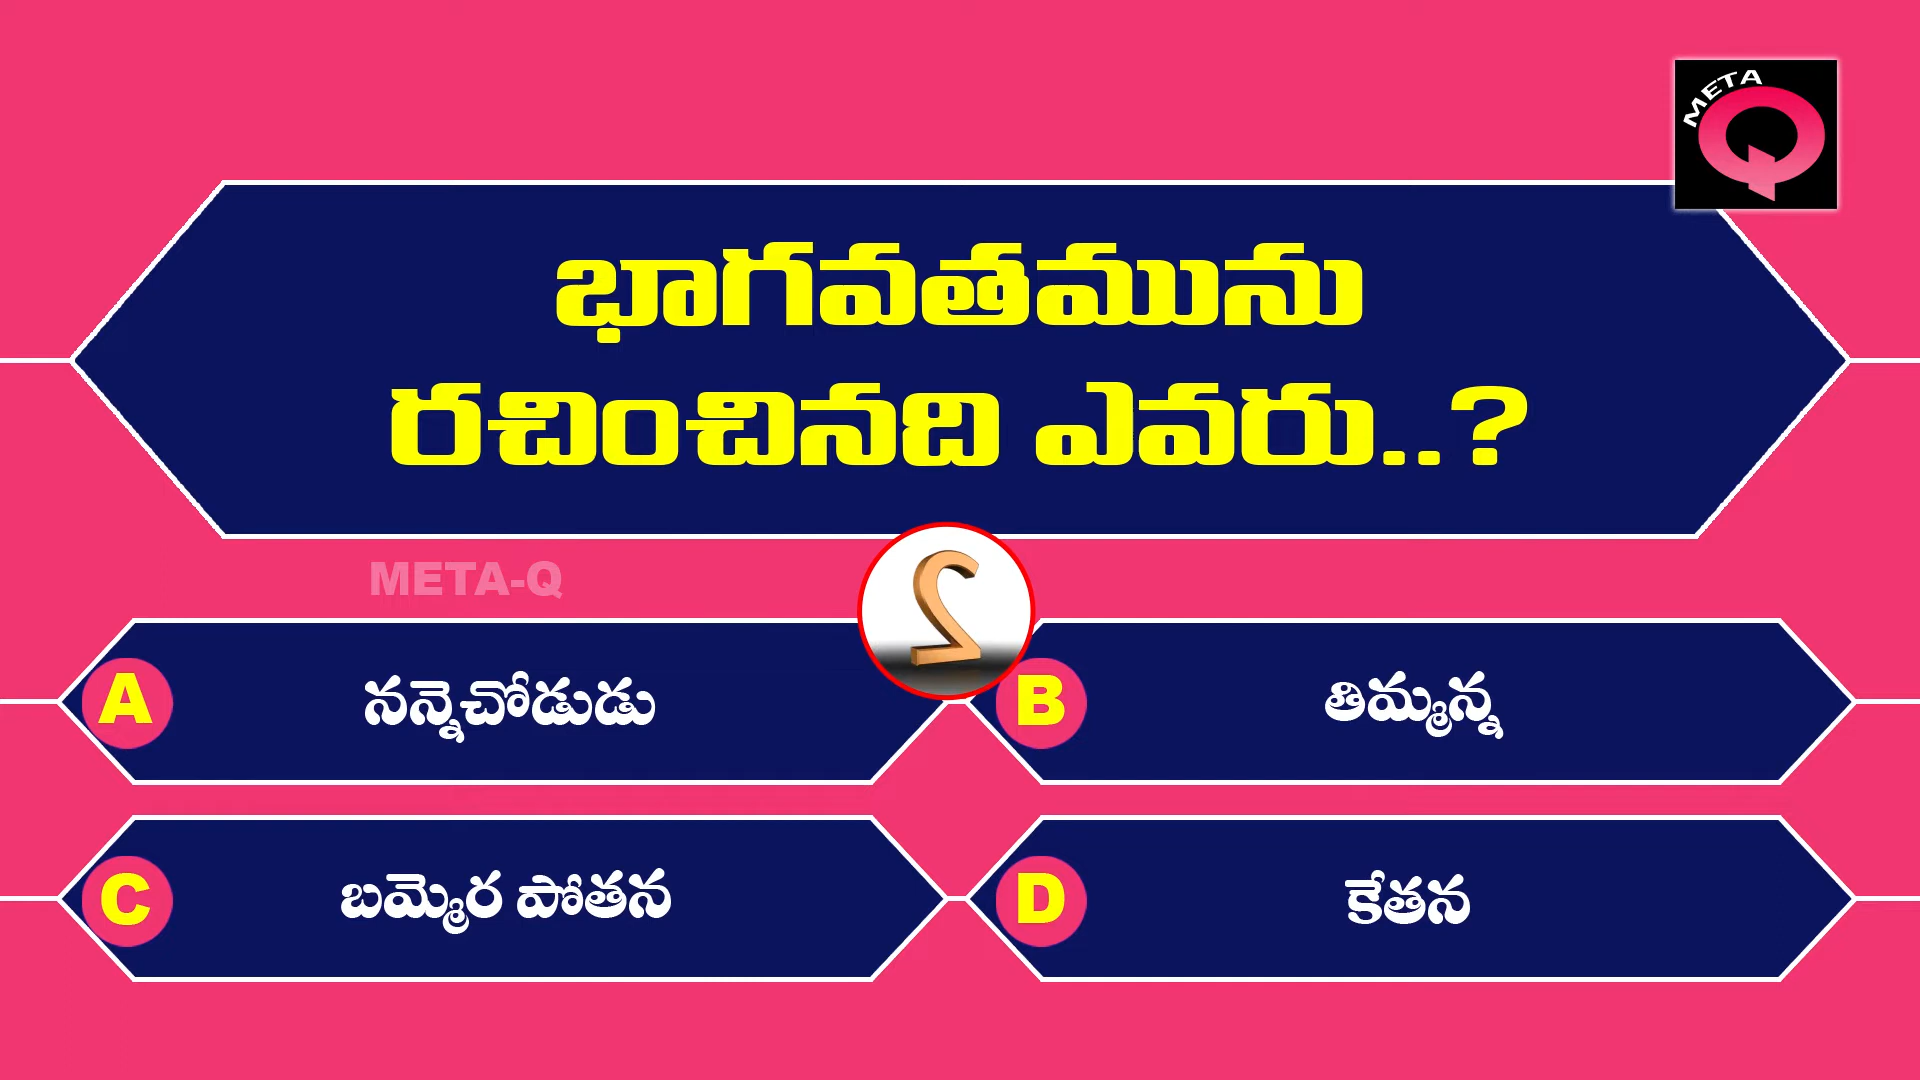 META
Q
భాగవతమును
రచించినది ఎవరు..?
META-Q
2
A
నన్నెచోడుడు
B
తిమ్మన్న
C
బమ్మెర పోతన
D
కేతన